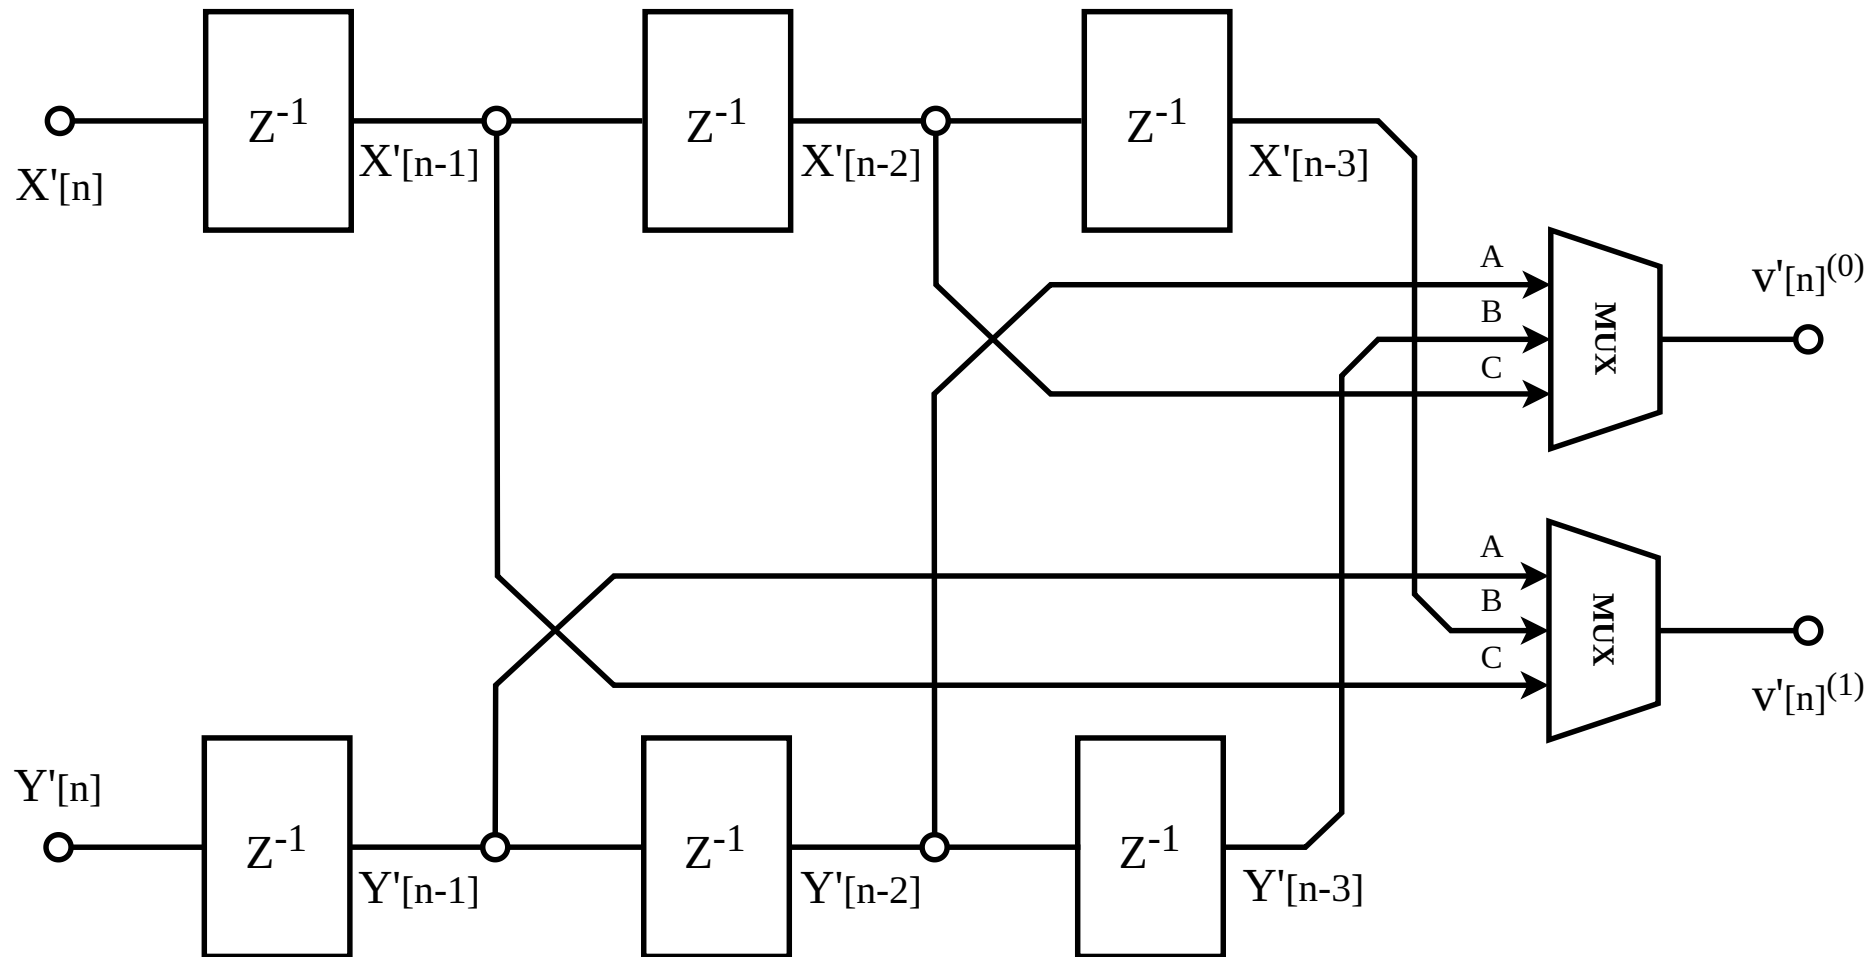 Z-1
Z-1
Z-1
X'[n]
X'[n-1]
X'[n-2]
X'[n-3]
A
B
C
MUX
v'[n](0)
A
B
C
MUX
v'[n](1)
Y'[n]
Z-1
Z-1
Z-1
Y'[n-1]
Y'[n-2]
Y'[n-3]